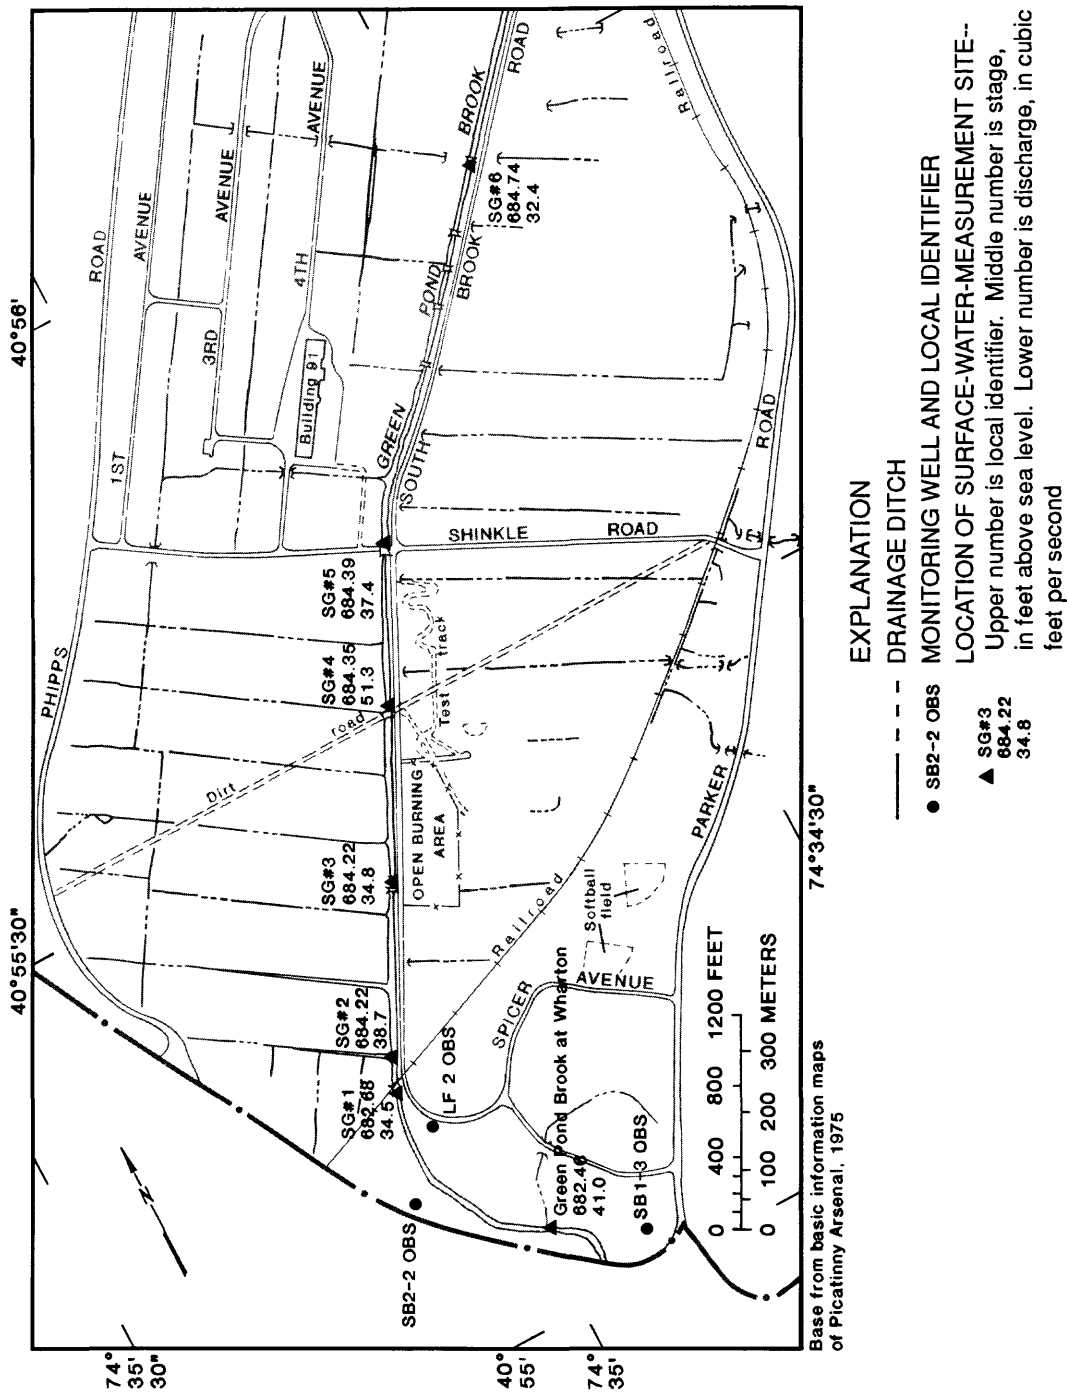 40°56'
40°55'30"
74°
35'
30"
40°
55'
74°
35'
74°34'30"
PHIPPS
ROAD
1ST
AVENUE
3RD
AVENUE
4TH
AVENUE
Building 91
GREEN
POND
BROOK
SOUTH
BROOK
ROAD
Railroad
SHINKLE
ROAD
PARKER
ROAD
Dirt
road
Test track
OPEN BURNING
AREA
Railroad
Softball
field
SPICER
AVENUE
SG#6
684.74
32.4
SG#5
684.39
37.4
SG#4
684.35
51.3
SG#3
684.22
34.8
SG#2
684.22
38.7
SG#1
682.68
34.5
LF 2 OBS
SB2-2 OBS
Green Pond Brook at Wharton
682.46
41.0
SB1-3 OBS
N
0 400 800 1200 FEET
0 100 200 300 METERS
Base from basic information maps
of Picatinny Arsenal, 1975
EXPLANATION
DRAINAGE DITCH
SB2-2 OBS MONITORING WELL AND LOCAL IDENTIFIER
SG#3
684.22
34.8
LOCATION OF SURFACE-WATER-MEASUREMENT SITE--
Upper number is local identifier. Middle number is stage,
in feet above sea level. Lower number is discharge, in cubic
feet per second